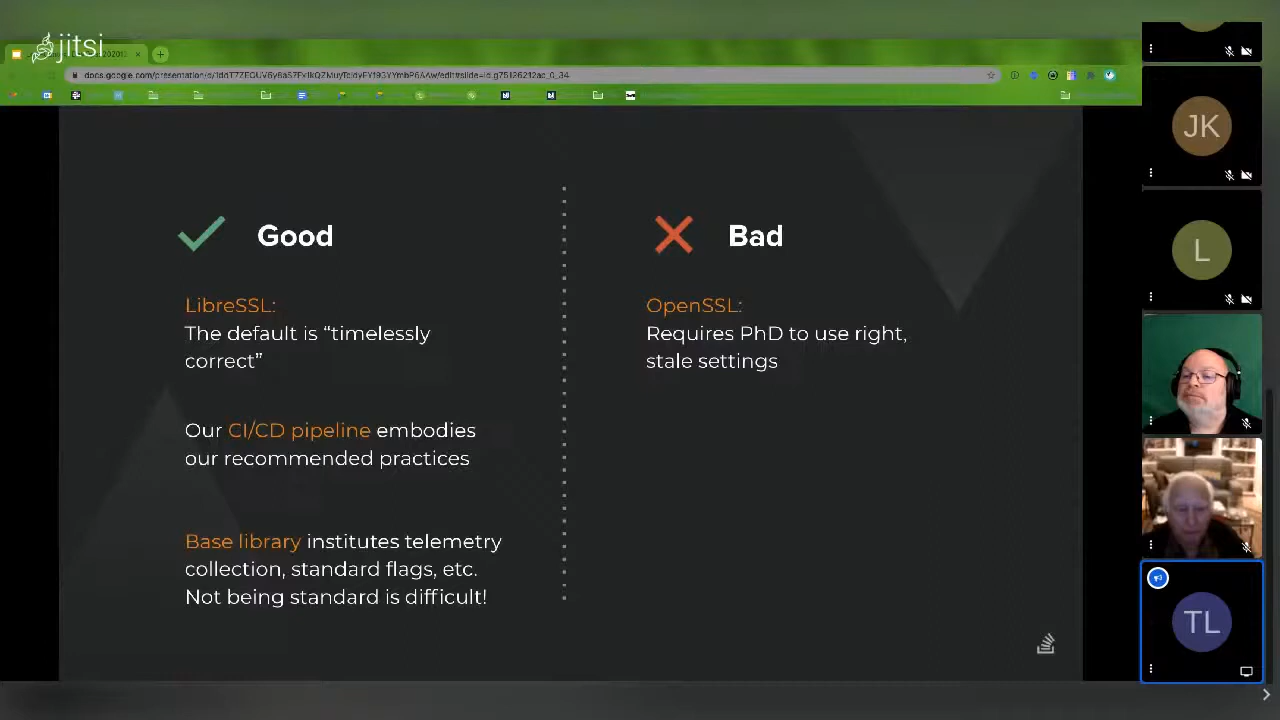 jitsi
Good
LibreSSL:
The default is “timelessly
correct”
Our CI/CD pipeline embodies
our recommended practices
Base library institutes telemetry
collection, standard flags, etc.
Not being standard is difficult!
Bad
OpenSSL:
Requires PhD to use right,
stale settings
JK
L
TL